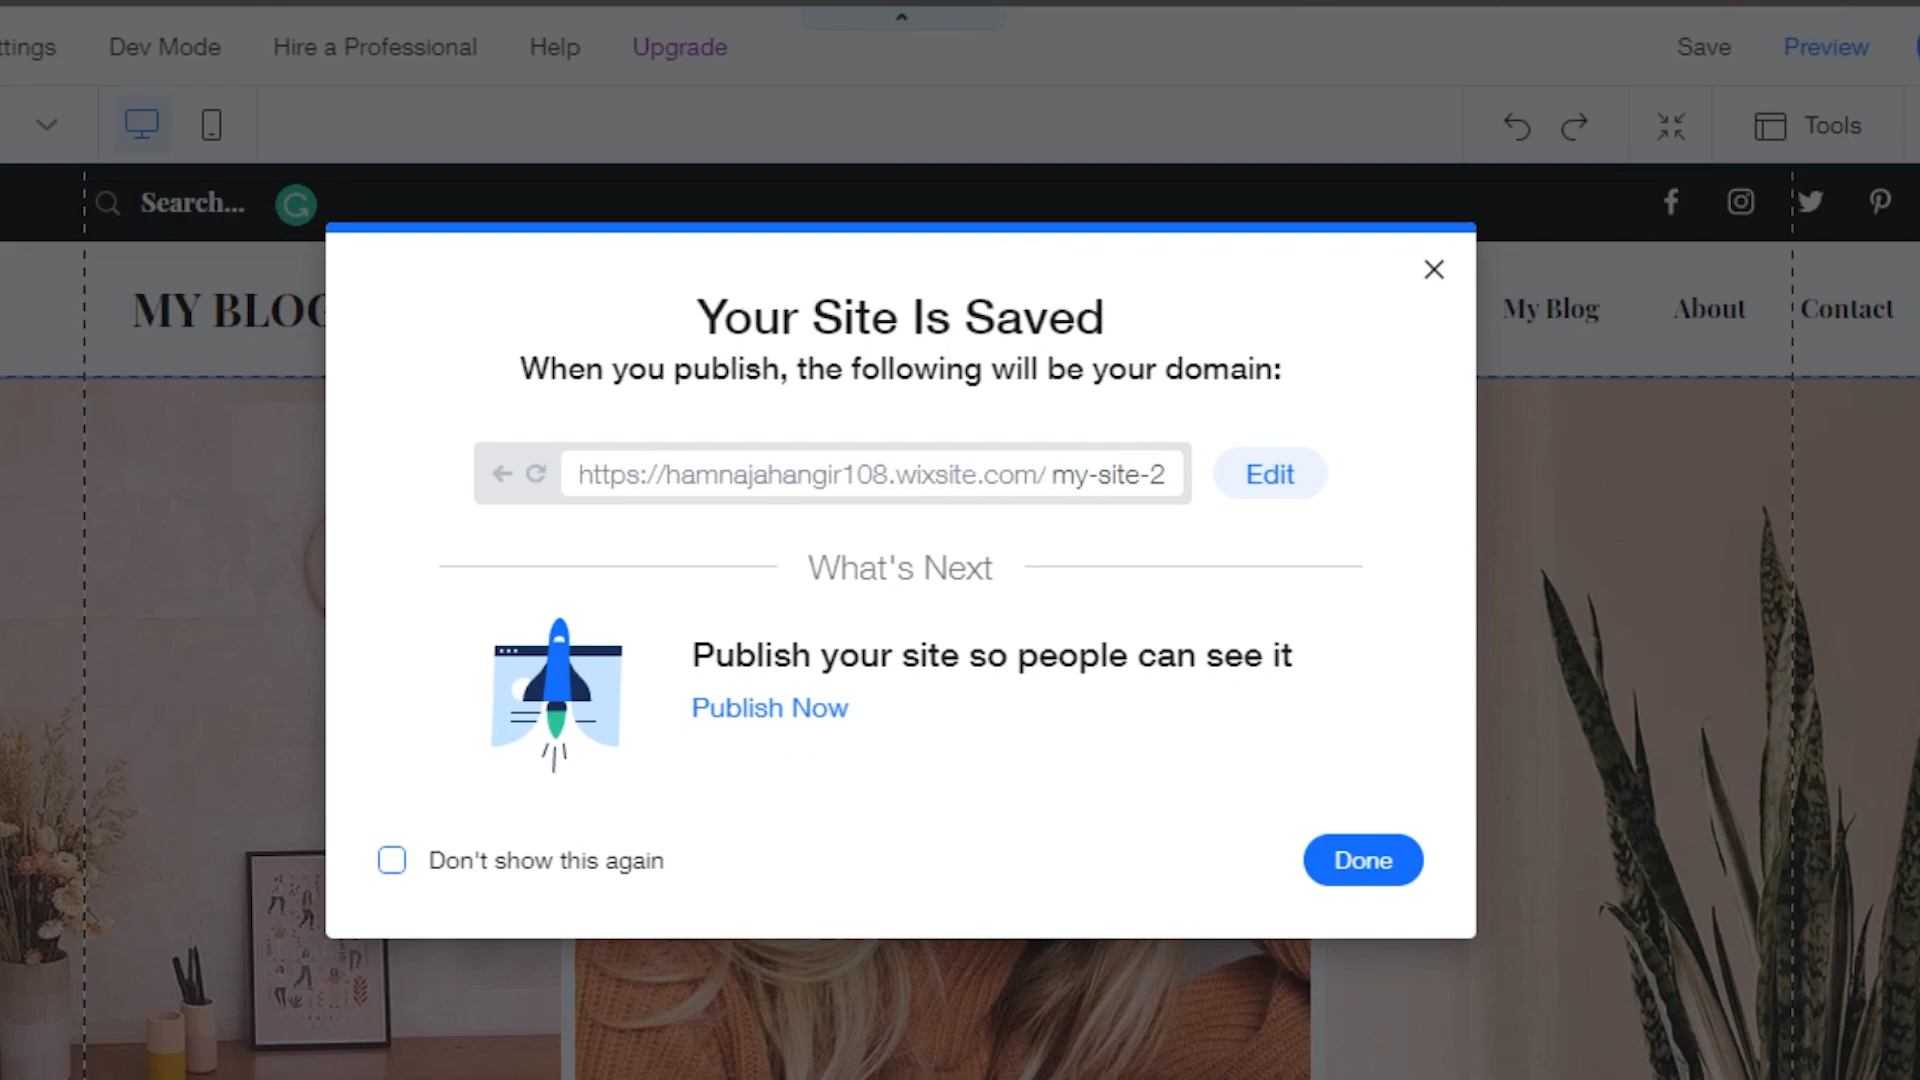 ttings Dev Mode Hire a Professional Help Upgrade Save Preview
Tools
Search...
MY BLOG My Blog About Contact
Your Site Is Saved
When you publish, the following will be your domain:
https://hamnajahangir108.wixsite.com/ my-site-2 Edit
What's Next
Publish your site so people can see it
Publish Now
Don't show this again Done